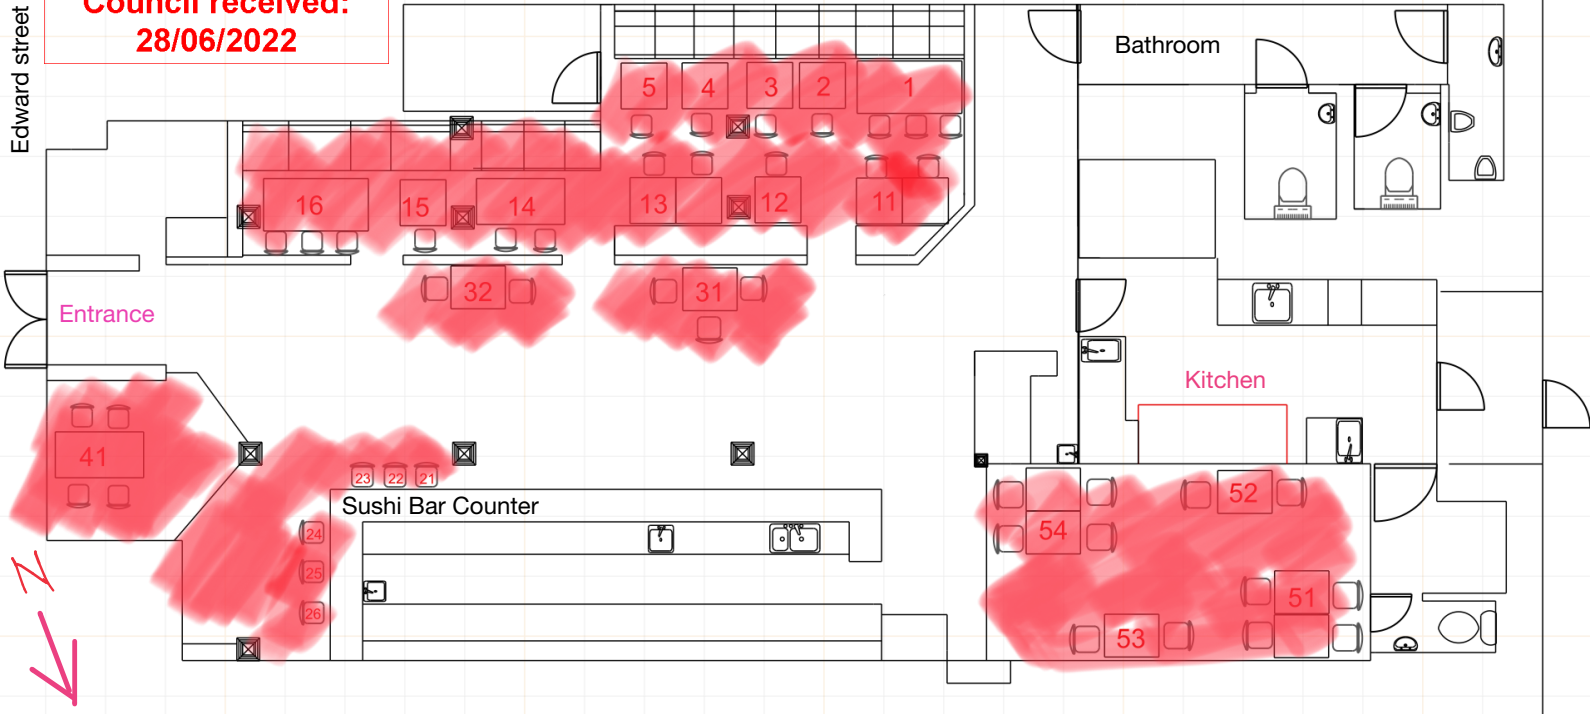 Council received:
28/06/2022
Edward street
Bathroom
5 4 3 2 1
16 15 14 13 12 11
32 31
Entrance
Kitchen
41
23 22 21
Sushi Bar Counter
24
25
26
52
54
51
53
N